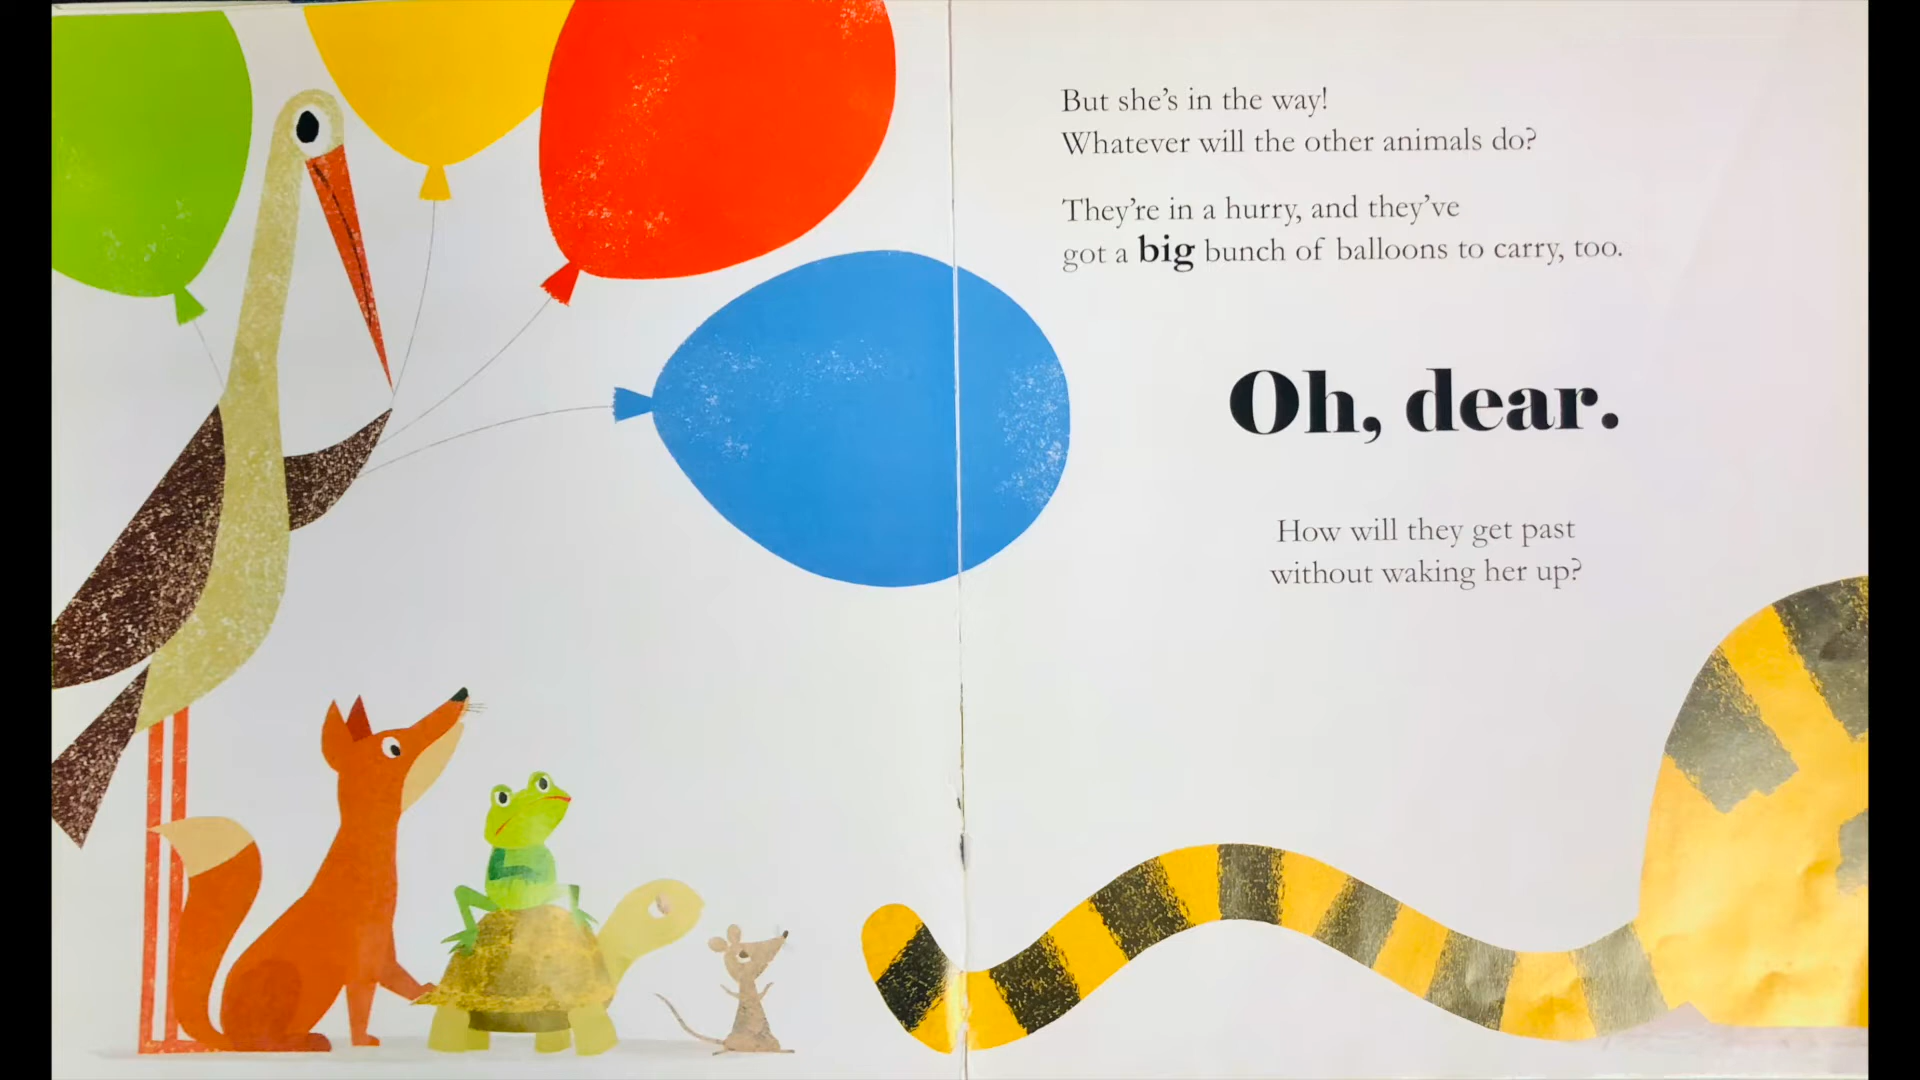 But she's in the way!
Whatever will the other animals do?
They're in a hurry, and they've
got a big bunch of balloons to carry, too.
Oh, dear.
How will they get past
without waking her up?